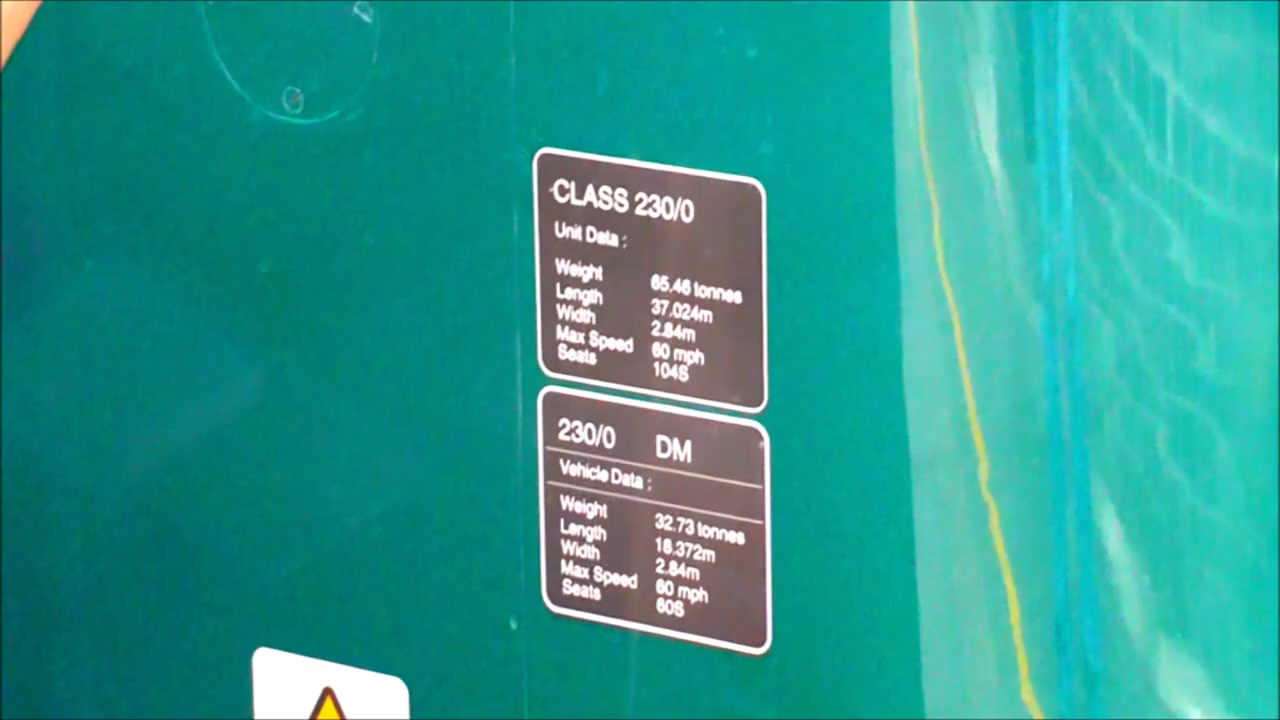 CLASS 230/0
Unit Data :
Weight 65.46 tonnes
Length 37.024m
Width 2.84m
Max Speed 60 mph
Seats 104S
230/0 DM
Vehicle Data :
Weight 32.73 tonnes
Length 18.372m
Width 2.84m
Max Speed 60 mph
Seats 60S